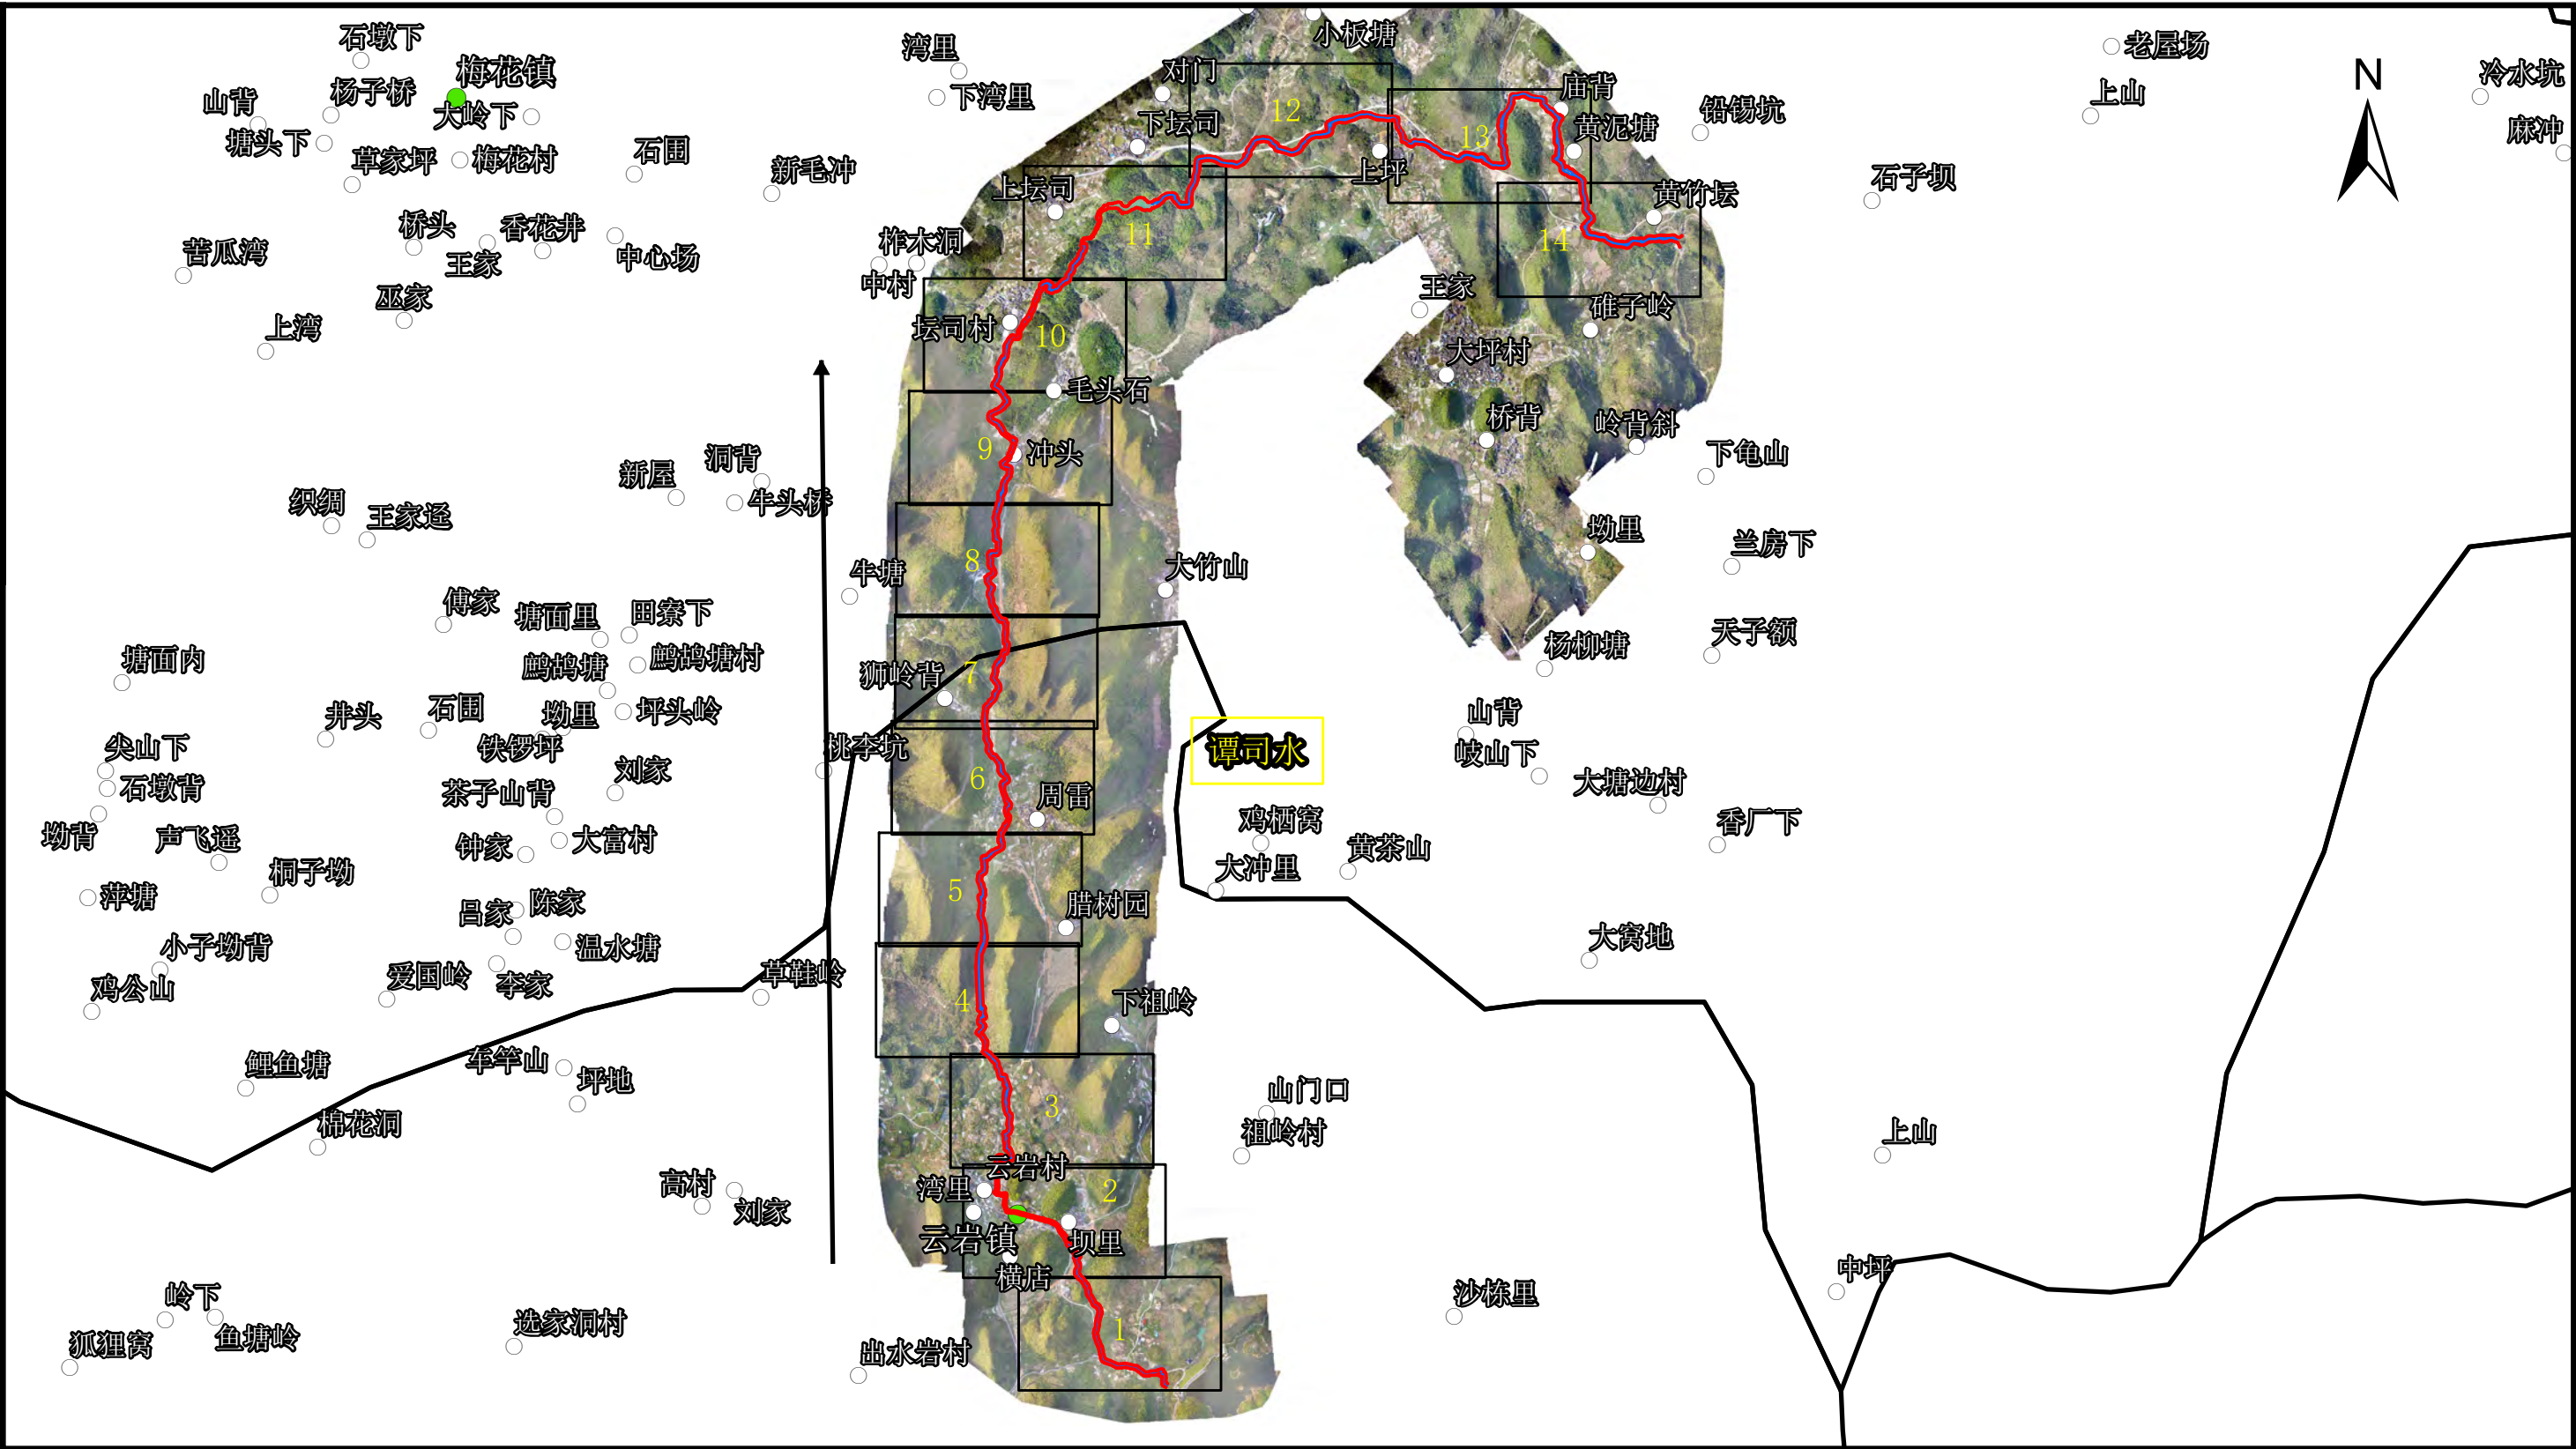 石墩下
湾里
小板塘
老屋场
N
梅花镇
对门
庙背
冷水坑
山背
杨子桥
下湾里
12
铅锡坑
上山
大岭下
下坛司
13
黄泥塘
麻冲
塘头下
草家坪
梅花村
石围
新毛冲
上坪
石子坝
上坛司
黄竹坛
桥头
香花井
柞木洞
11
14
苦瓜湾
王家
中心场
中村
王家
巫家
碓子岭
上湾
坛司村
10
大坪村
毛头石
桥背
岭背斜
新屋
洞背
9
冲头
下龟山
织绸
王家迳
牛头桥
坳里
兰房下
牛塘
8
大竹山
傅家
塘面里
田寮下
天子额
塘面内
鹧鸪塘
鹧鸪塘村
狮岭背
7
杨柳塘
井头
石围
坳里
坪头岭
山背
尖山下
铁锣坪
桃李坑
谭司水
岐山下
石墩背
茶子山背
刘家
6
周雷
大塘边村
坳背
声飞遥
钟家
大富村
鸡栖窝
黄茶山
香厂下
桐子坳
大冲里
萍塘
吕家
陈家
5
腊树园
小子坳背
温水塘
大窝地
鸡公山
爱国岭
李家
草鞋岭
4
下祖岭
鲤鱼塘
车竿山
坪地
3
山门口
棉花洞
祖岭村
上山
云岩村
高村
刘家
湾里
2
云岩镇
坝里
中坪
岭下
横店
沙栋里
狐狸窝
鱼塘岭
选家洞村
出水岩村
1